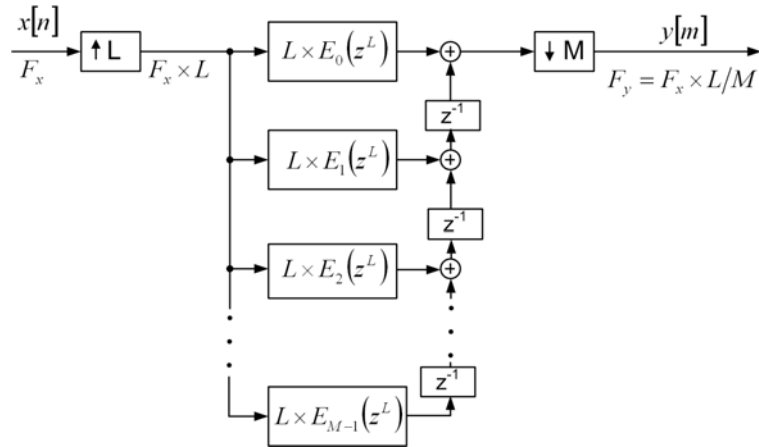 x[n]
↑ L
F_x
F_x × L
L × E_0(z^L)
↓ M
y[m]
F_y = F_x × L/M
z^-1
L × E_1(z^L)
z^-1
L × E_2(z^L)
z^-1
L × E_{M-1}(z^L)